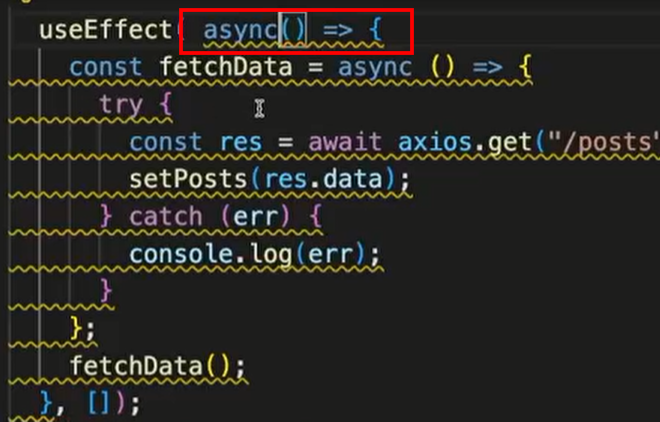 useEffect( async() => {
const fetchData = async () => {
try {
const res = await axios.get("/posts"
setPosts(res.data);
} catch (err) {
console.log(err);
}
};
fetchData();
}, []);